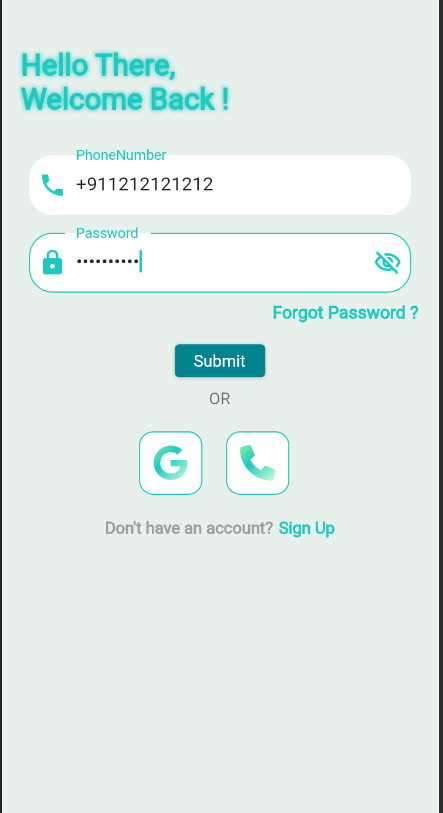 Hello There,
Welcome Back !
PhoneNumber
+911212121212
Password
••••••••••
Forgot Password ?
Submit
OR
G
Don't have an account? Sign Up